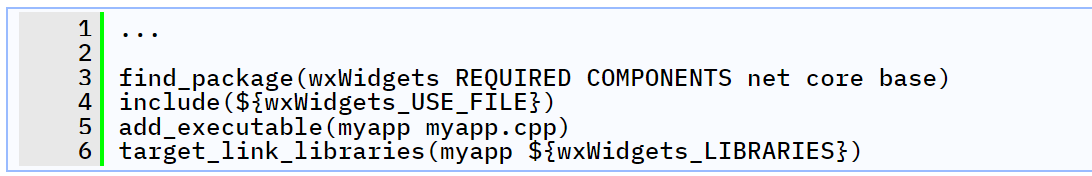 1 ...
2
3 find_package(wxWidgets REQUIRED COMPONENTS net core base)
4 include(${wxWidgets_USE_FILE})
5 add_executable(myapp myapp.cpp)
6 target_link_libraries(myapp ${wxWidgets_LIBRARIES})